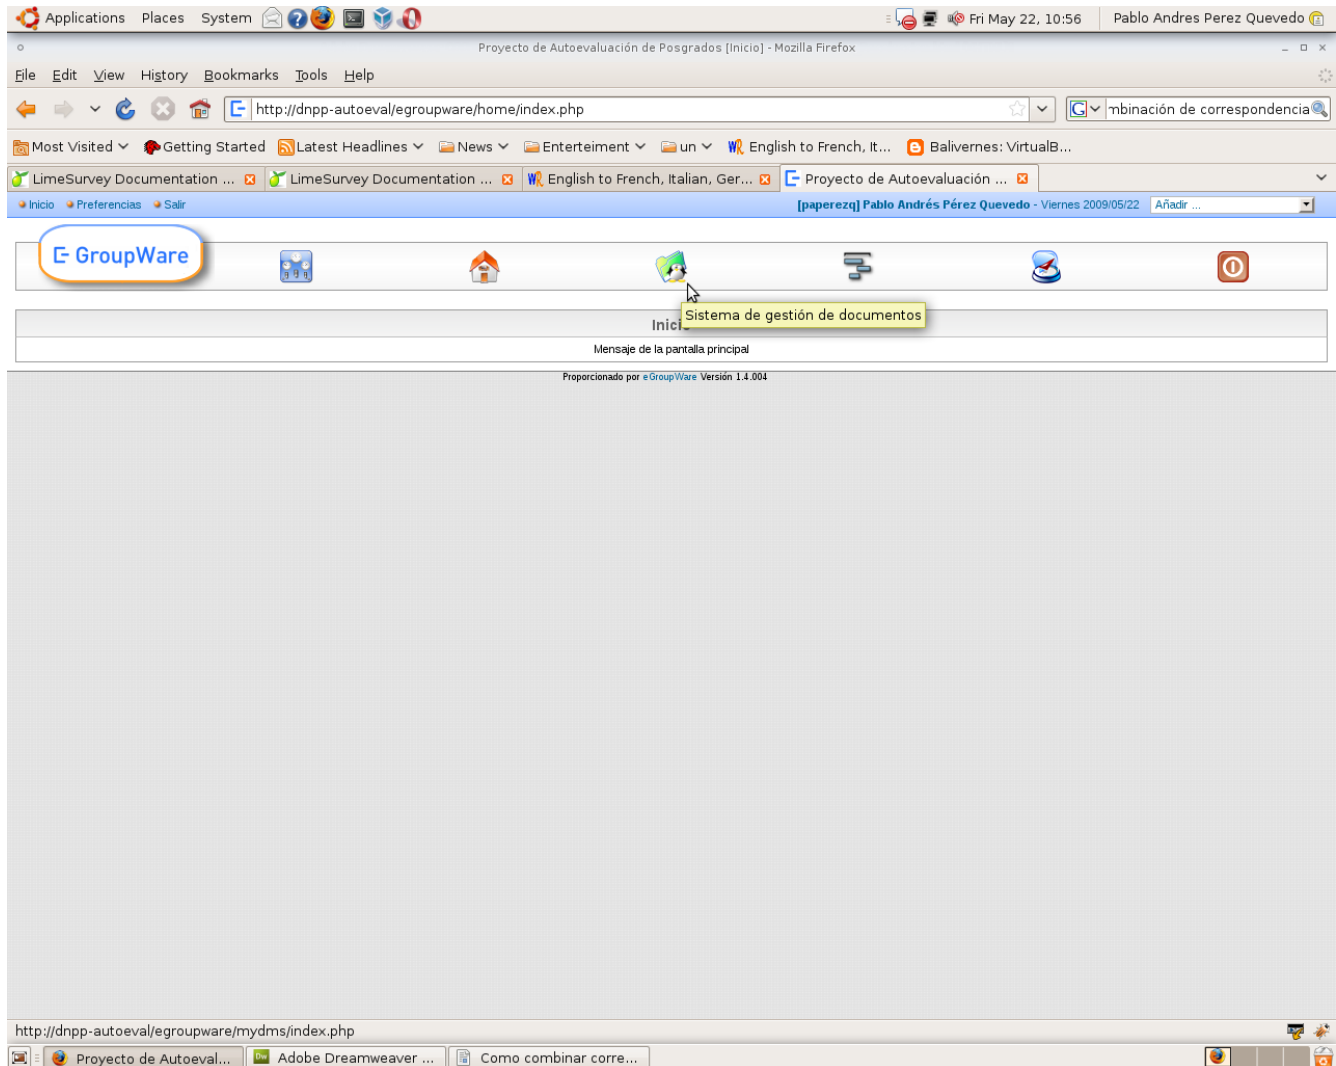 Applications Places System Fri May 22, 10:56 Pablo Andres Perez Quevedo
Proyecto de Autoevaluación de Posgrados [Inicio] - Mozilla Firefox
File Edit View History Bookmarks Tools Help
http://dnpp-autoeval/egroupware/home/index.php mbinación de correspondencia
Most Visited Getting Started Latest Headlines News Enterteiment un English to French, It... Balivernes: VirtualB...
LimeSurvey Documentation ... LimeSurvey Documentation ... English to French, Italian, Ger... Proyecto de Autoevaluación ...
Inicio Preferencias Salir [paperezq] Pablo Andrés Pérez Quevedo - Viernes 2009/05/22 Añadir ...
E- GroupWare
Sistema de gestión de documentos
Inicio
Mensaje de la pantalla principal
Proporcionado por eGroupWare Versión 1.4.004
http://dnpp-autoeval/egroupware/mydms/index.php
Proyecto de Autoeval... Adobe Dreamweaver ... Como combinar corre...